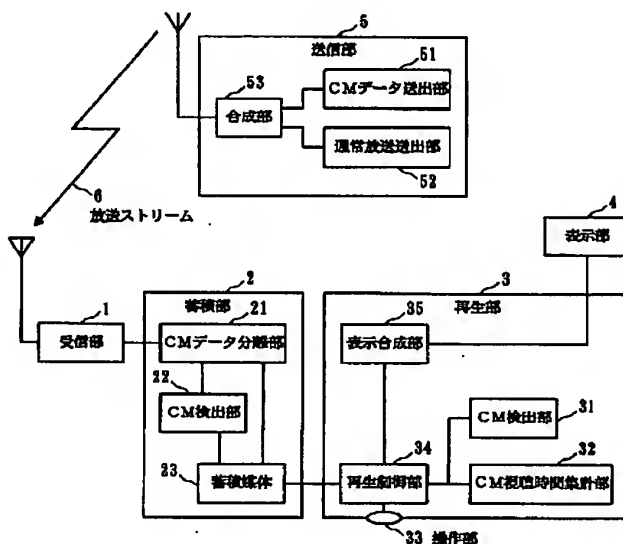 5
送信部
53
合成部
51
CMデータ送出部
通常放送送出部
52
6
放送ストリーム
4
表示部
1
受信部
2
蓄積部
21
CMデータ分離部
22
CM検出部
23
蓄積媒体
3
再生部
35
表示合成部
CM検出部
31
34
再生制御部
32
CM視聴時間集計部
33 操作部